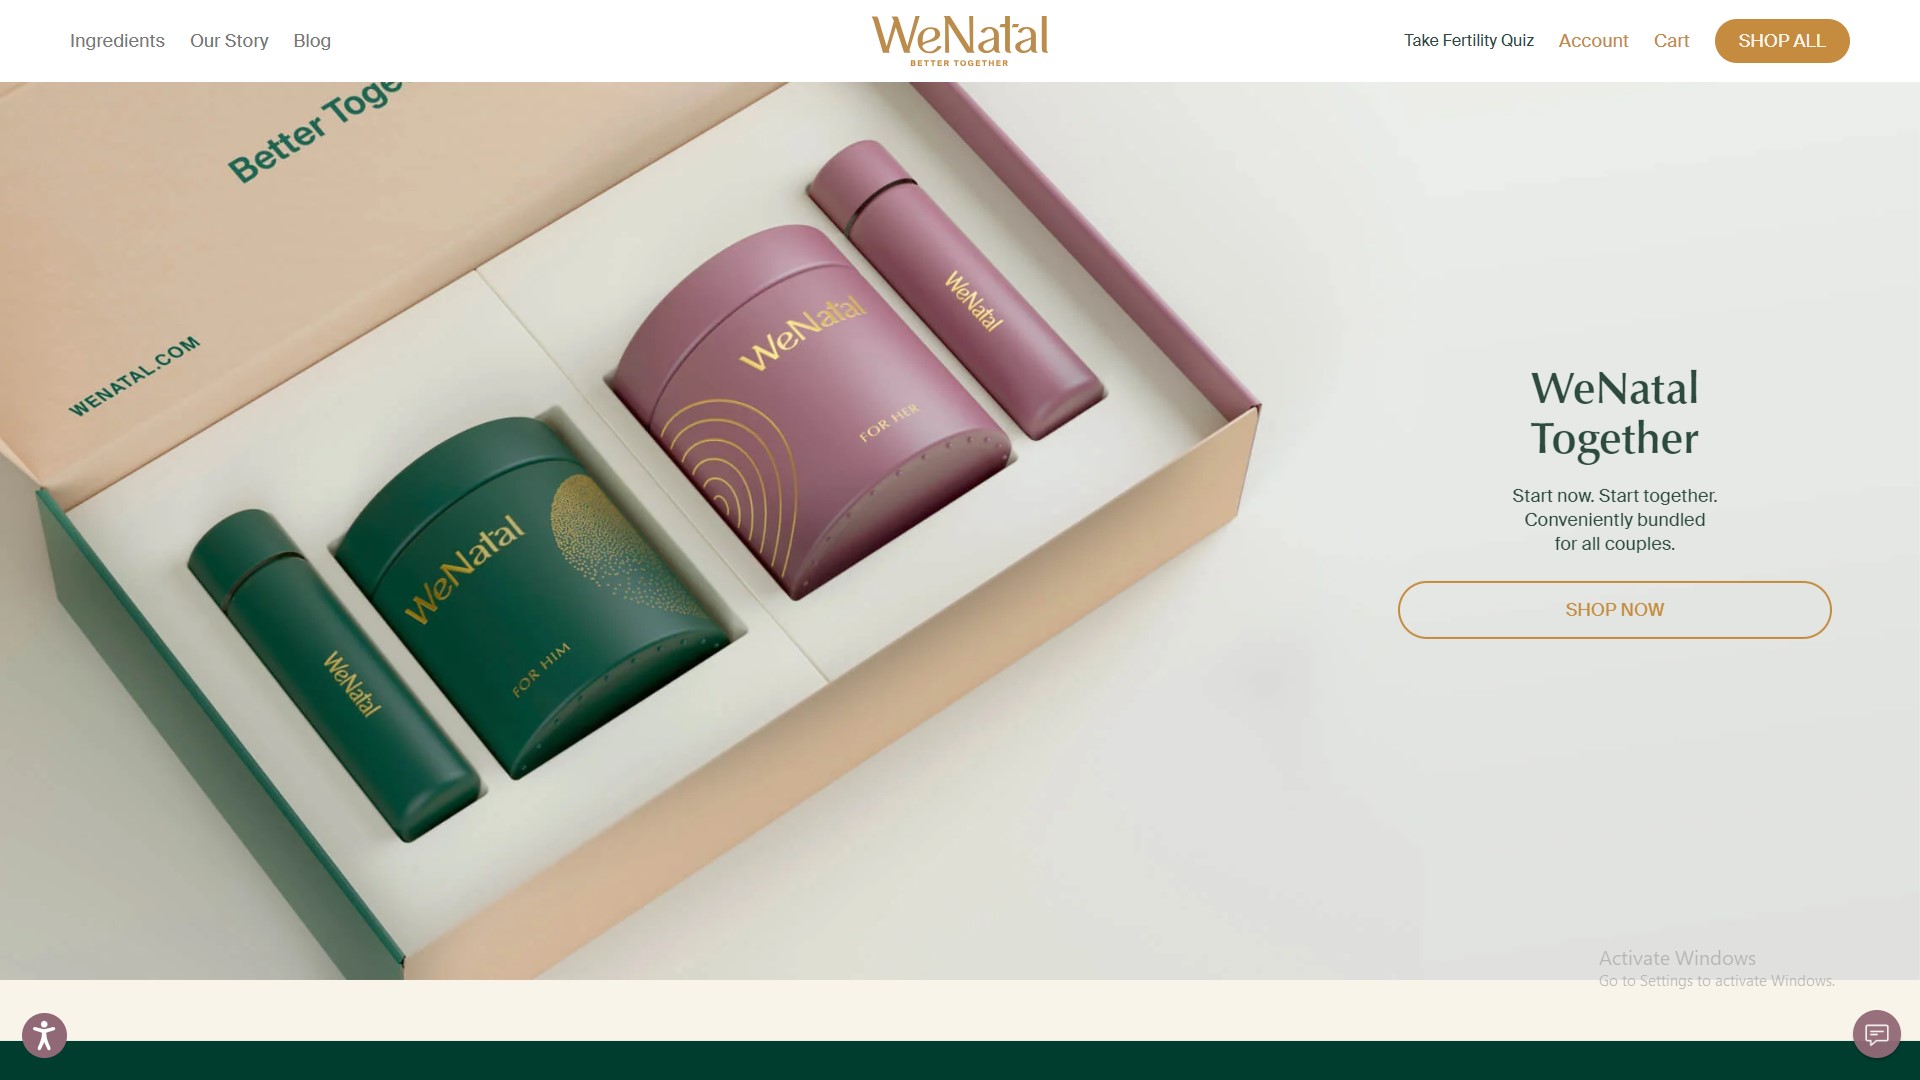 Ingredients
Our Story
Blog
WeNatal
BETTER TOGETHER
Take Fertility Quiz
Account
Cart
SHOP ALL
Better Toge
WENATAL.COM
WeNatal
WeNatal
FOR HER
WeNatal
FOR HIM
WeNatal
WeNatal
Together
Start now. Start together.
Conveniently bundled
for all couples.
SHOP NOW
Activate Windows
Go to Settings to activate Windows.